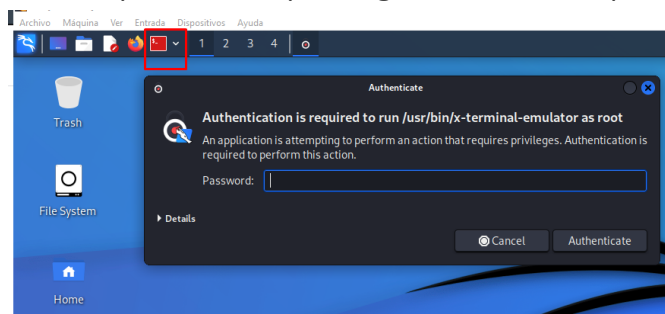 Archivo Máquina Ver Entrada Dispositivos Ayuda
1 2 3 4
Authenticate
Authentication is required to run /usr/bin/x-terminal-emulator as root
An application is attempting to perform an action that requires privileges. Authentication is
required to perform this action.
Password:
Details
Cancel Authenticate
Trash
File System
Home